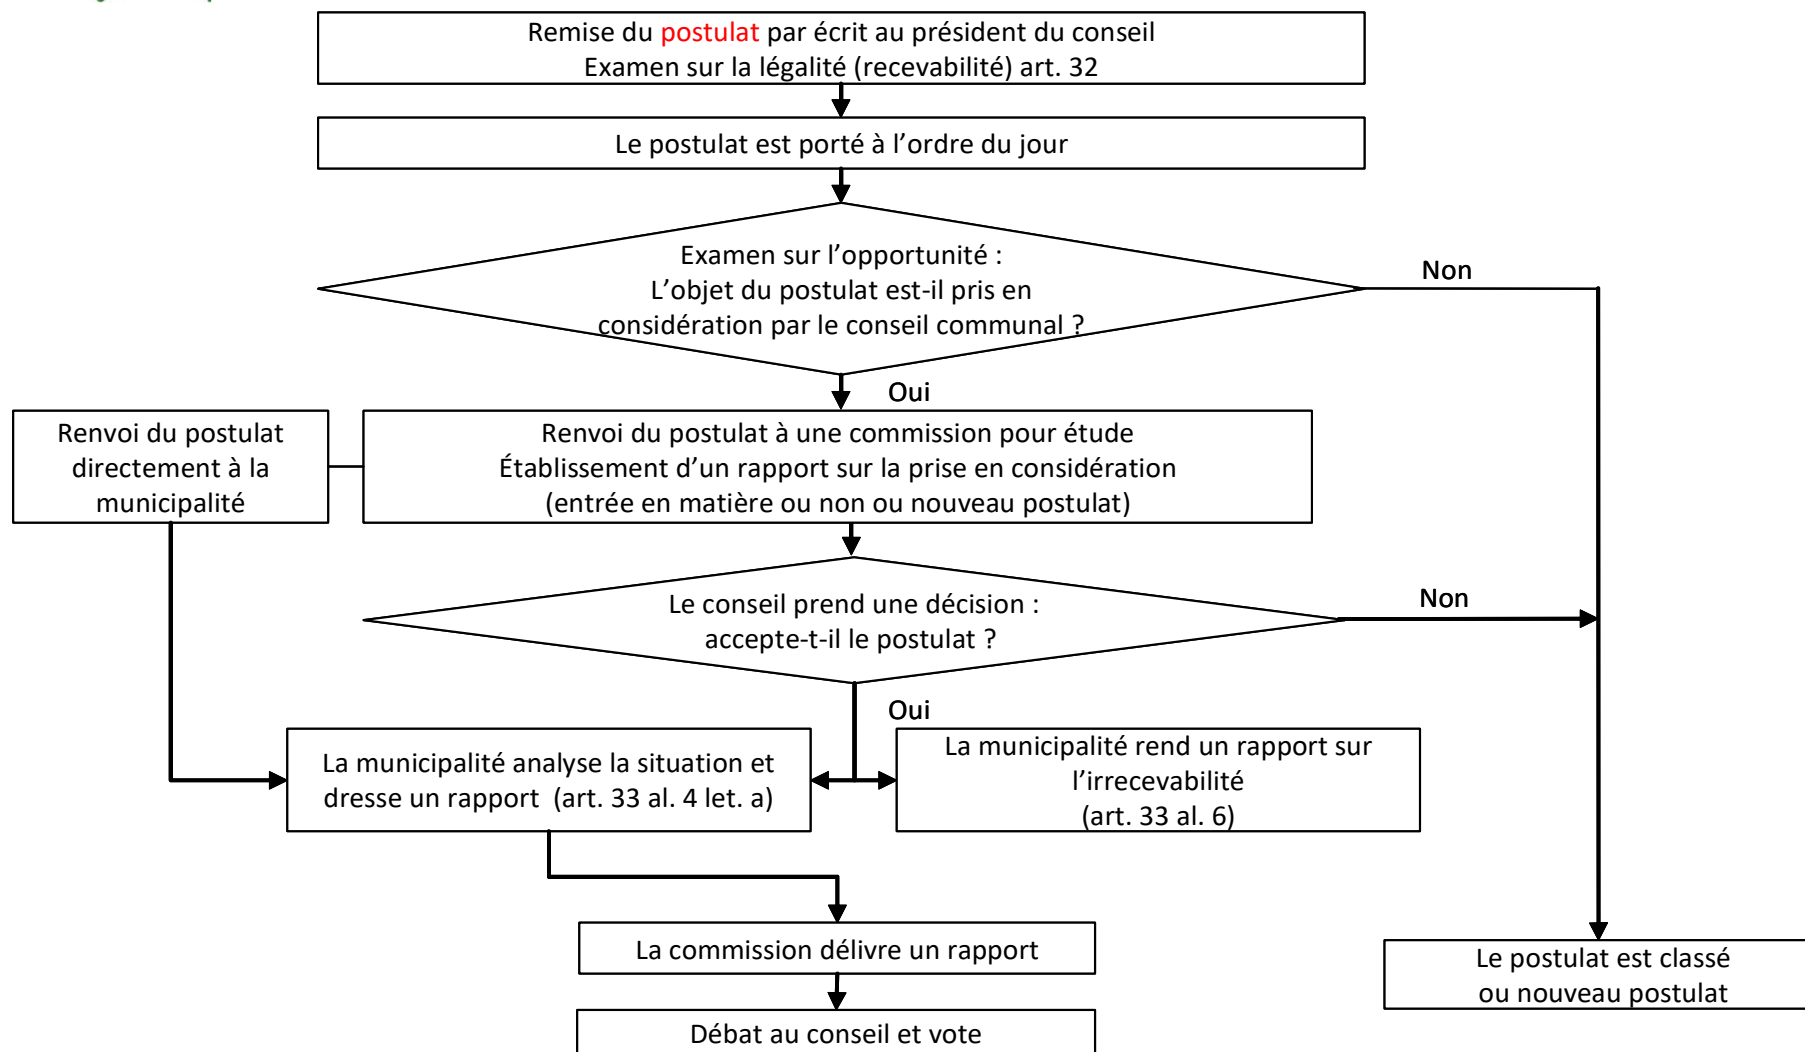 Remise du postulat par écrit au président du conseil
Examen sur la légalité (recevabilité) art. 32
Le postulat est porté à l’ordre du jour
Examen sur l’opportunité :
L’objet du postulat est-il pris en
considération par le conseil communal ?
Non
Oui
Renvoi du postulat
directement à la
municipalité
Renvoi du postulat à une commission pour étude
Établissement d’un rapport sur la prise en considération
(entrée en matière ou non ou nouveau postulat)
Le conseil prend une décision :
accepte-t-il le postulat ?
Non
Oui
La municipalité analyse la situation et
dresse un rapport (art. 33 al. 4 let. a)
La municipalité rend un rapport sur
l’irrecevabilité
(art. 33 al. 6)
La commission délivre un rapport
Le postulat est classé
ou nouveau postulat
Débat au conseil et vote